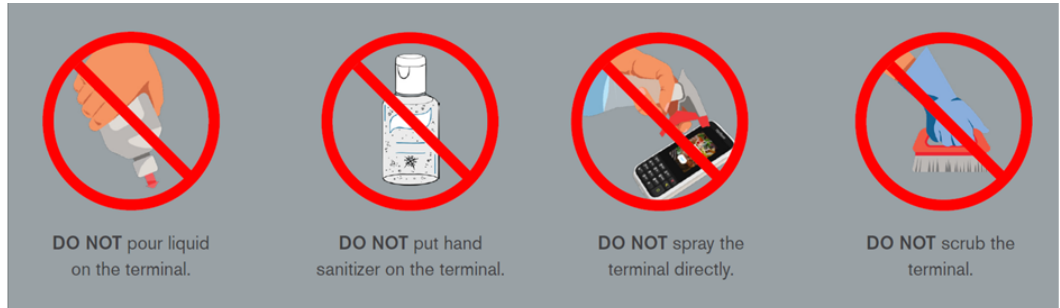 DO NOT pour liquid
on the terminal.
DO NOT put hand
sanitizer on the terminal.
DO NOT spray the
terminal directly.
DO NOT scrub the
terminal.